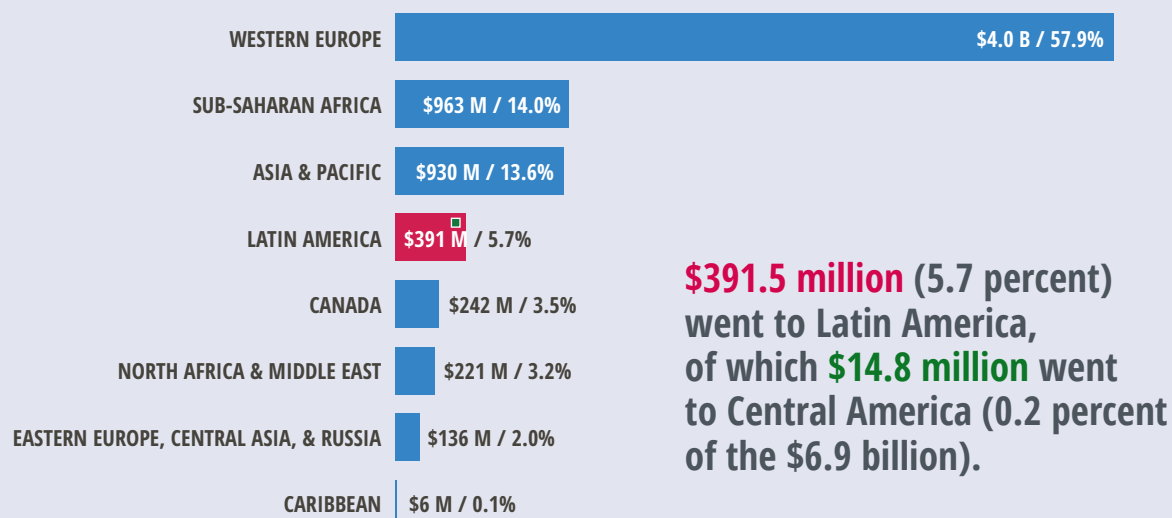 WESTERN EUROPE $4.0 B / 57.9%
SUB-SAHARAN AFRICA $963 M / 14.0%
ASIA & PACIFIC $930 M / 13.6%
LATIN AMERICA $391 M / 5.7%
CANADA $242 M / 3.5%
NORTH AFRICA & MIDDLE EAST $221 M / 3.2%
EASTERN EUROPE, CENTRAL ASIA, & RUSSIA $136 M / 2.0%
CARIBBEAN $6 M / 0.1%
$391.5 million (5.7 percent)
went to Latin America,
of which $14.8 million went
to Central America (0.2 percent
of the $6.9 billion).